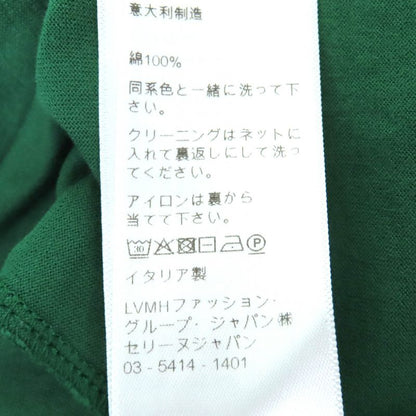 意大利制造
綿100%
同系色と一緒に洗って下
さい。
クリーニングはネットに
入れて裏返しにして洗っ
てください。
アイロンは裏から
当てて下さい。
30 P
イタリア製
LVMHファッション・
グループ・ジャパン㈱
セリーヌジャパン
03-5414-1401